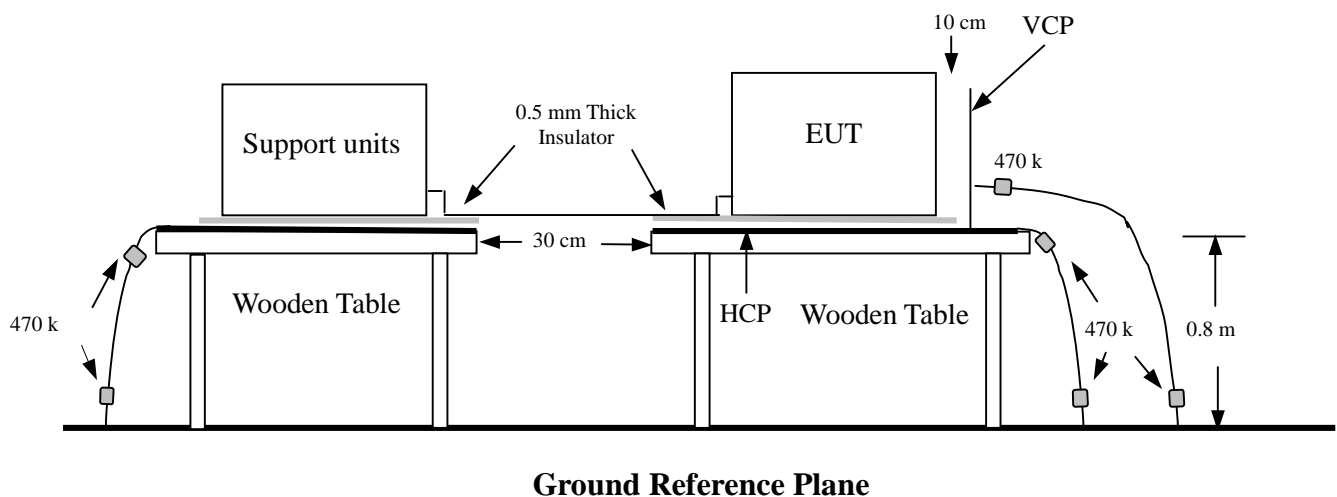 10 cm
VCP
0.5 mm Thick
Insulator
Support units
EUT
470 k
30 cm
Wooden Table
HCP
Wooden Table
470 k
470 k
0.8 m
Ground Reference Plane